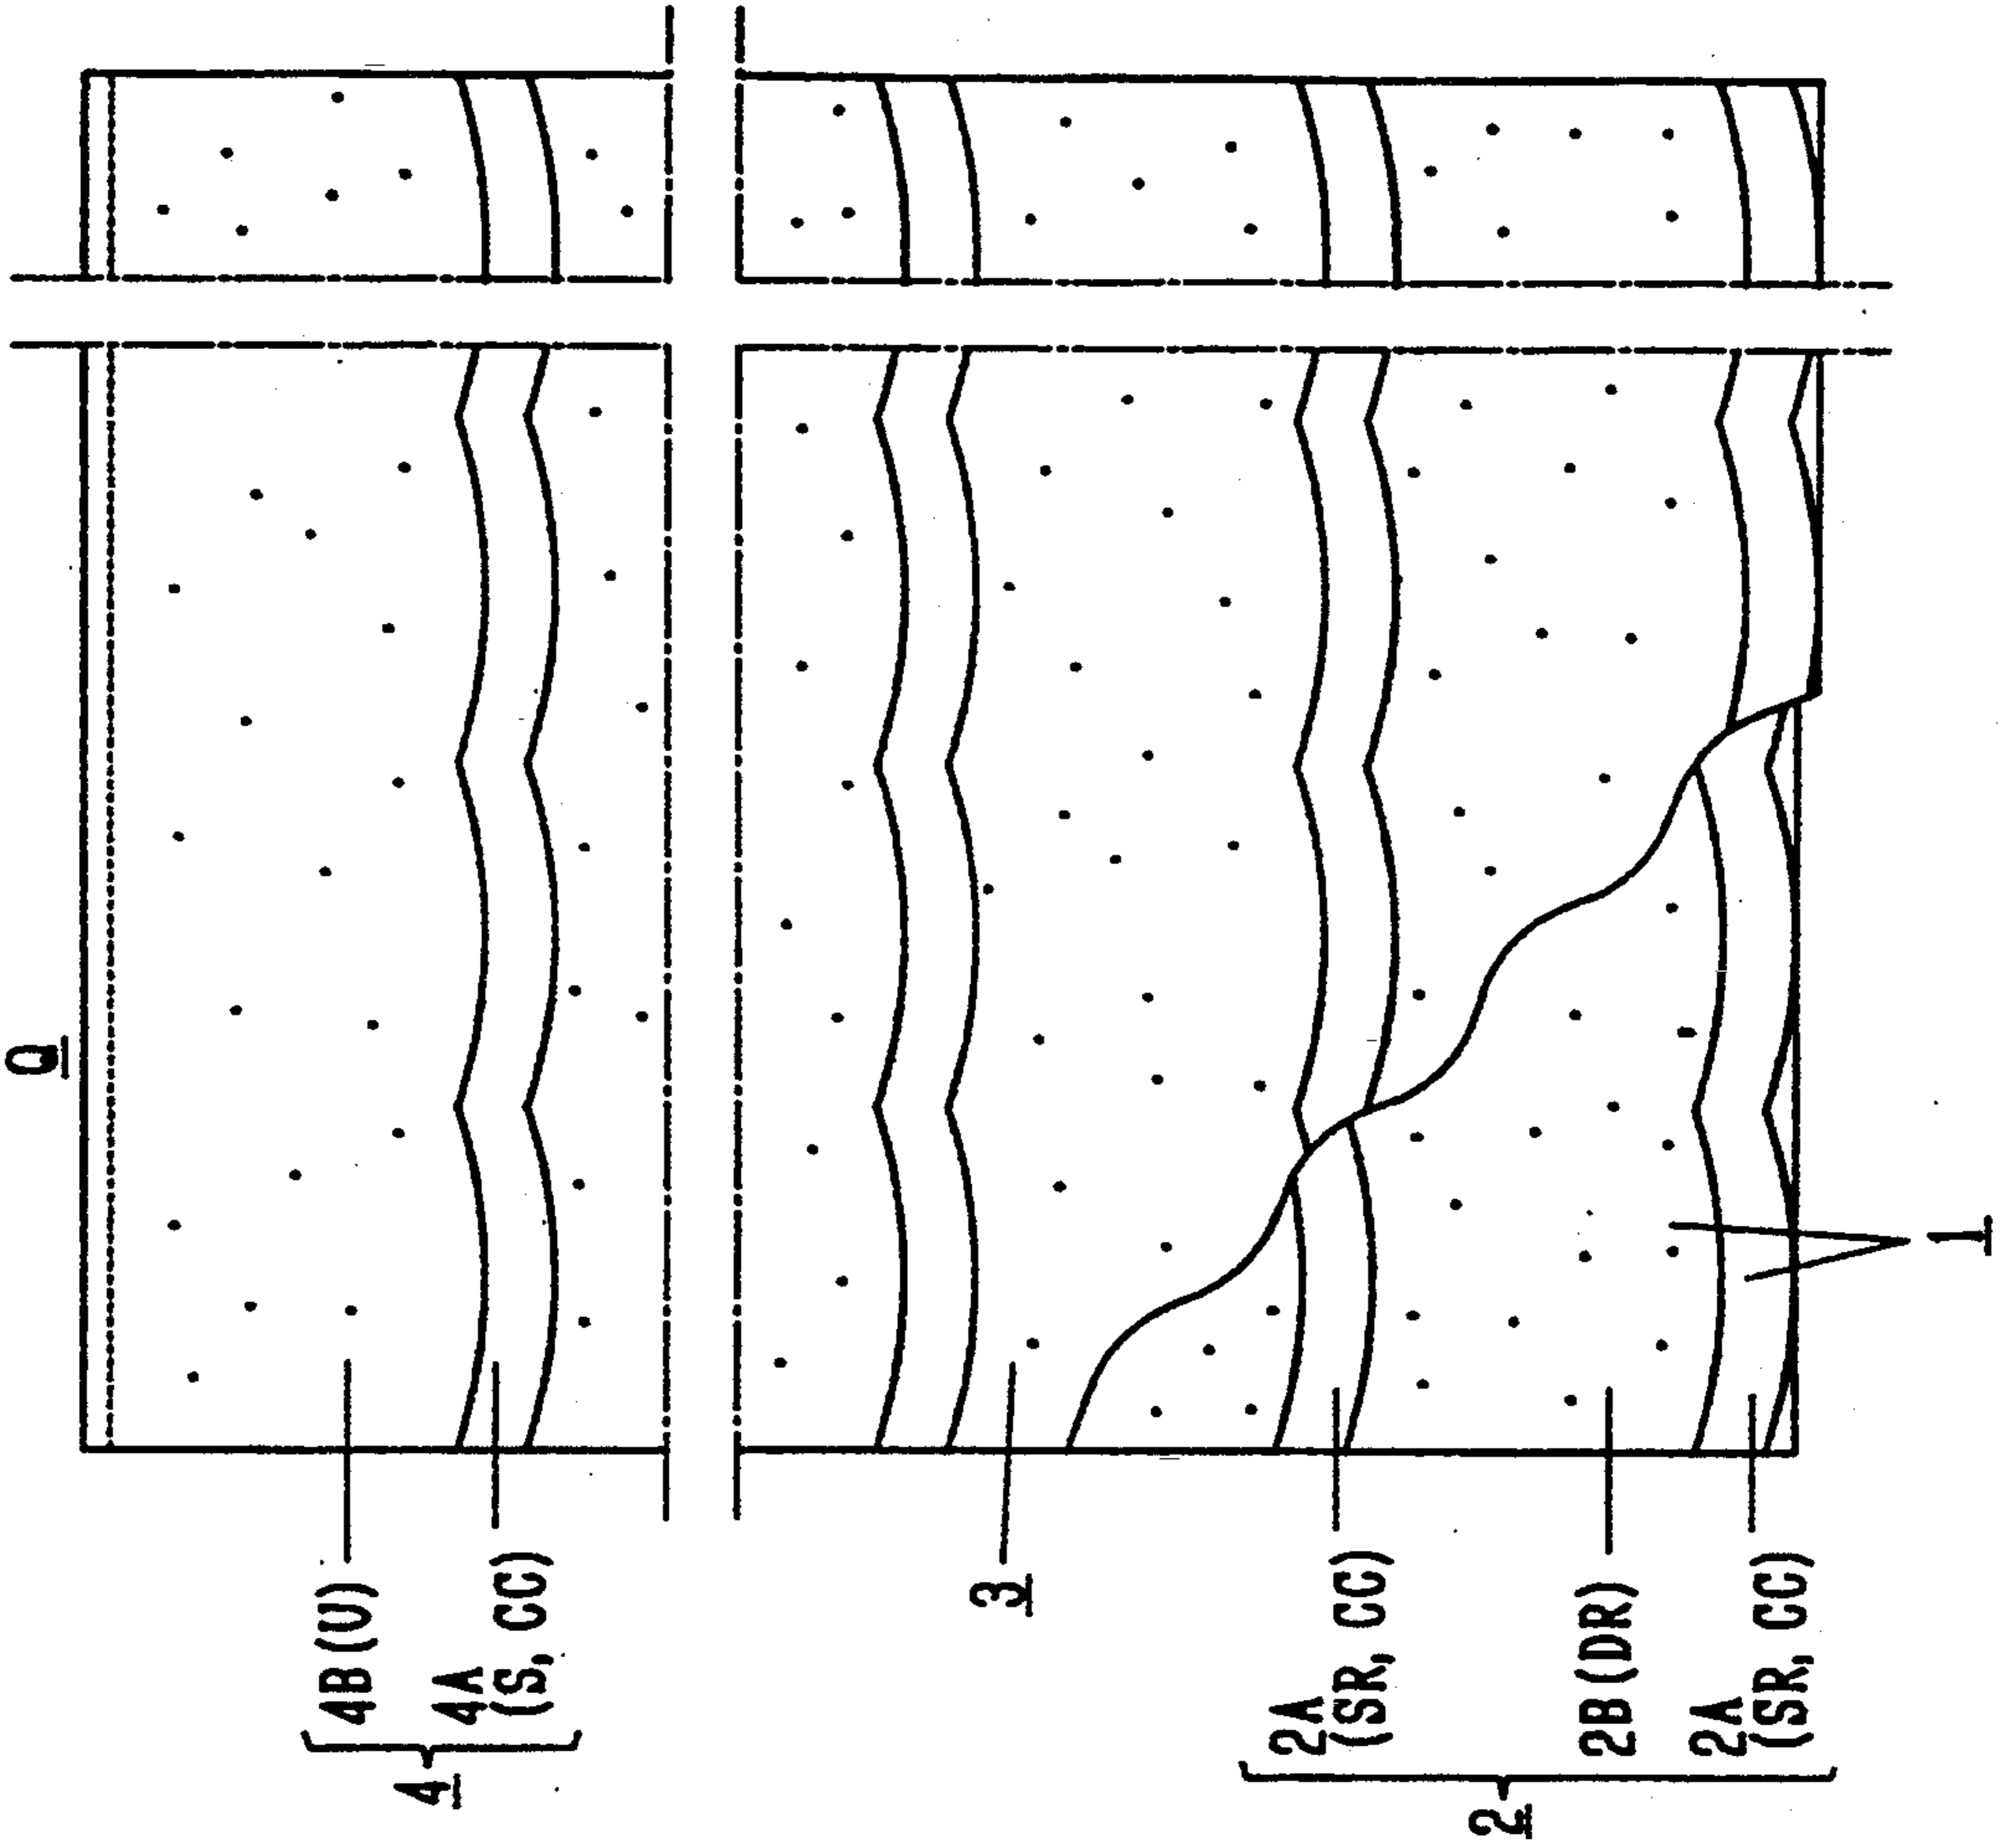 Q
4B(U)
4A
(S, CC)
4
3
2A
(SR, CC)
2B(DR)
2A
(SR, CC)
2
1